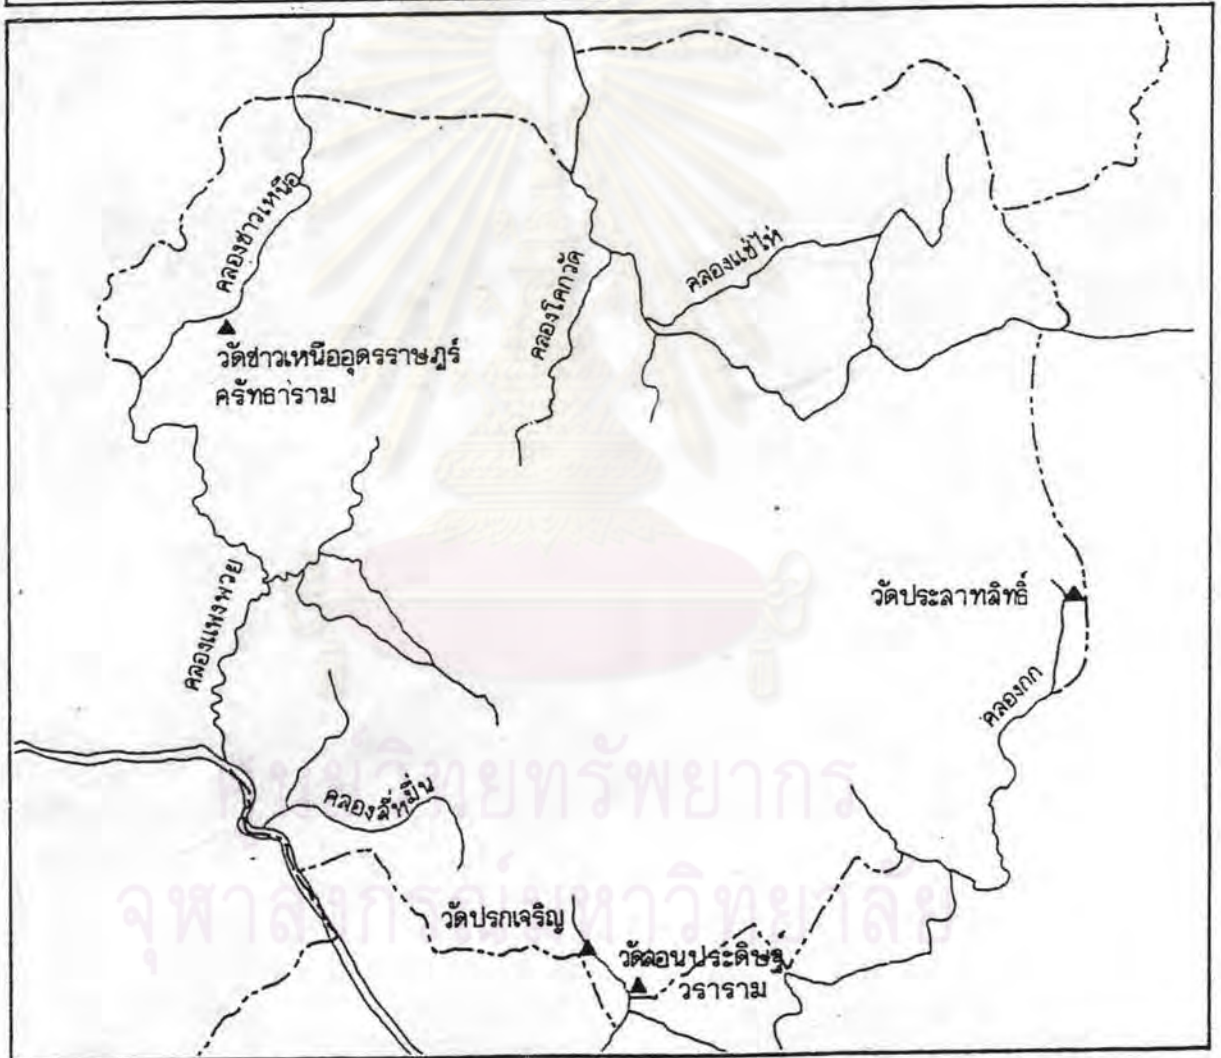 คลองชาวเหนือ
คลองแช่ไห่
คลองโคกวัด
วัดชาวเหนืออุดรราษฎร์
ศรัทธาราม
คลองแพงพวย
วัดประสาทสิทธิ์
คลองกก
คลองสี่หมื่น
วัดปรกเจริญ
วัดสอนประดิษฐ
วราราม
ศูนย์วิทยทรัพยากร
จุฬาลงกรณ์มหาวิทยาลัย